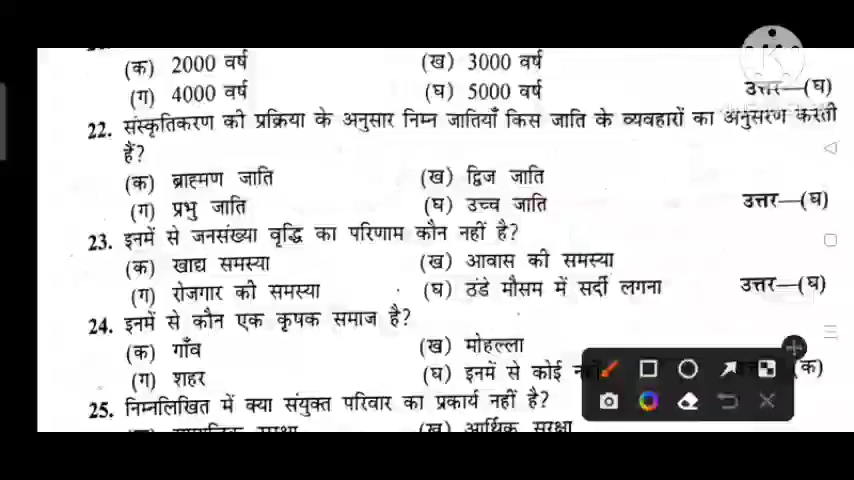 (क) 2000 वर्ष (ख) 3000 वर्ष
(ग) 4000 वर्ष (घ) 5000 वर्ष उत्तर—(घ)
22. संस्कृतिकरण की प्रक्रिया के अनुसार निम्न जातियाँ किस जाति के व्यवहारों का अनुसरण करती
हैं?
(क) ब्राह्मण जाति (ख) द्विज जाति
(ग) प्रभु जाति (घ) उच्च जाति उत्तर—(घ)
23. इनमें से जनसंख्या वृद्धि का परिणाम कौन नहीं है?
(क) खाद्य समस्या (ख) आवास की समस्या
(ग) रोजगार की समस्या (घ) ठंडे मौसम में सर्दी लगना उत्तर—(घ)
24. इनमें से कौन एक कृषक समाज है?
(क) गाँव (ख) मोहल्ला
(ग) शहर (घ) इनमें से कोई (क)
25. निम्नलिखित में क्या संयुक्त परिवार का प्रकार्य नहीं है?
(ख) आर्थिक सुरक्षा